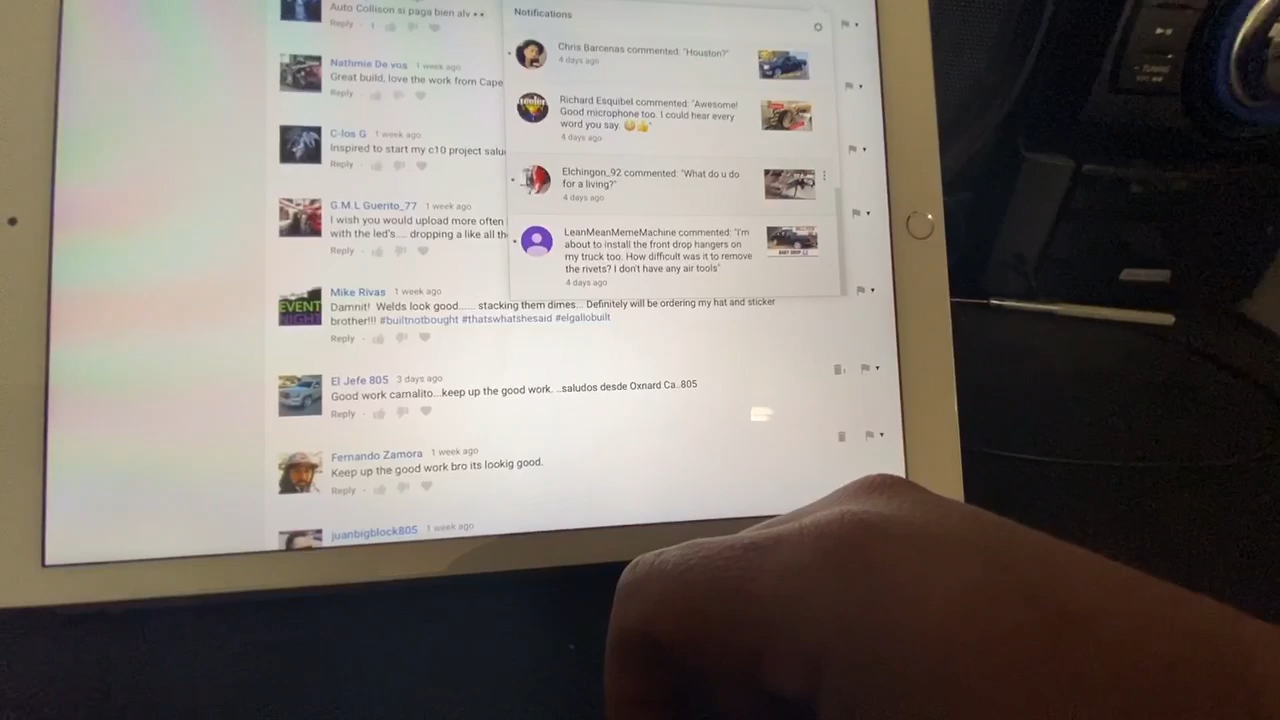 Auto Collison si paga bien alv
Reply · 1
Nathmie De vos 1 week ago
Great build, love the work from Cape
Reply ·
C-los G 1 week ago
Inspired to start my c10 project salu
Reply ·
G.M.L Guerito_77 1 week ago
I wish you would upload more often
with the led's.... dropping a like all th
Reply ·
Mike Rivas 1 week ago
Damnit! Welds look good....... stacking them dimes... Definitely will be ordering my hat and sticker
brother!!! #builtnotbought #thatswhatshesaid #elgallobuilt
Reply ·
El Jefe 805 3 days ago
Good work carnalito...keep up the good work. ..saludos desde Oxnard Ca..805
Reply ·
Fernando Zamora 1 week ago
Keep up the good work bro its lookig good.
Reply ·
juanbigblock805 1 week ago
Notifications
Chris Barcenas commented: "Houston?"
4 days ago
Richard Esquibel commented: "Awesome!
Good microphone too. I could hear every
word you say. 😀👍"
4 days ago
Elchingon_92 commented: "What do u do
for a living?"
4 days ago
LeanMeanMemeMachine commented: "I'm
about to install the front drop hangers on
my truck too. How difficult was it to remove
the rivets? I don't have any air tools"
4 days ago
EVENT
TUNING